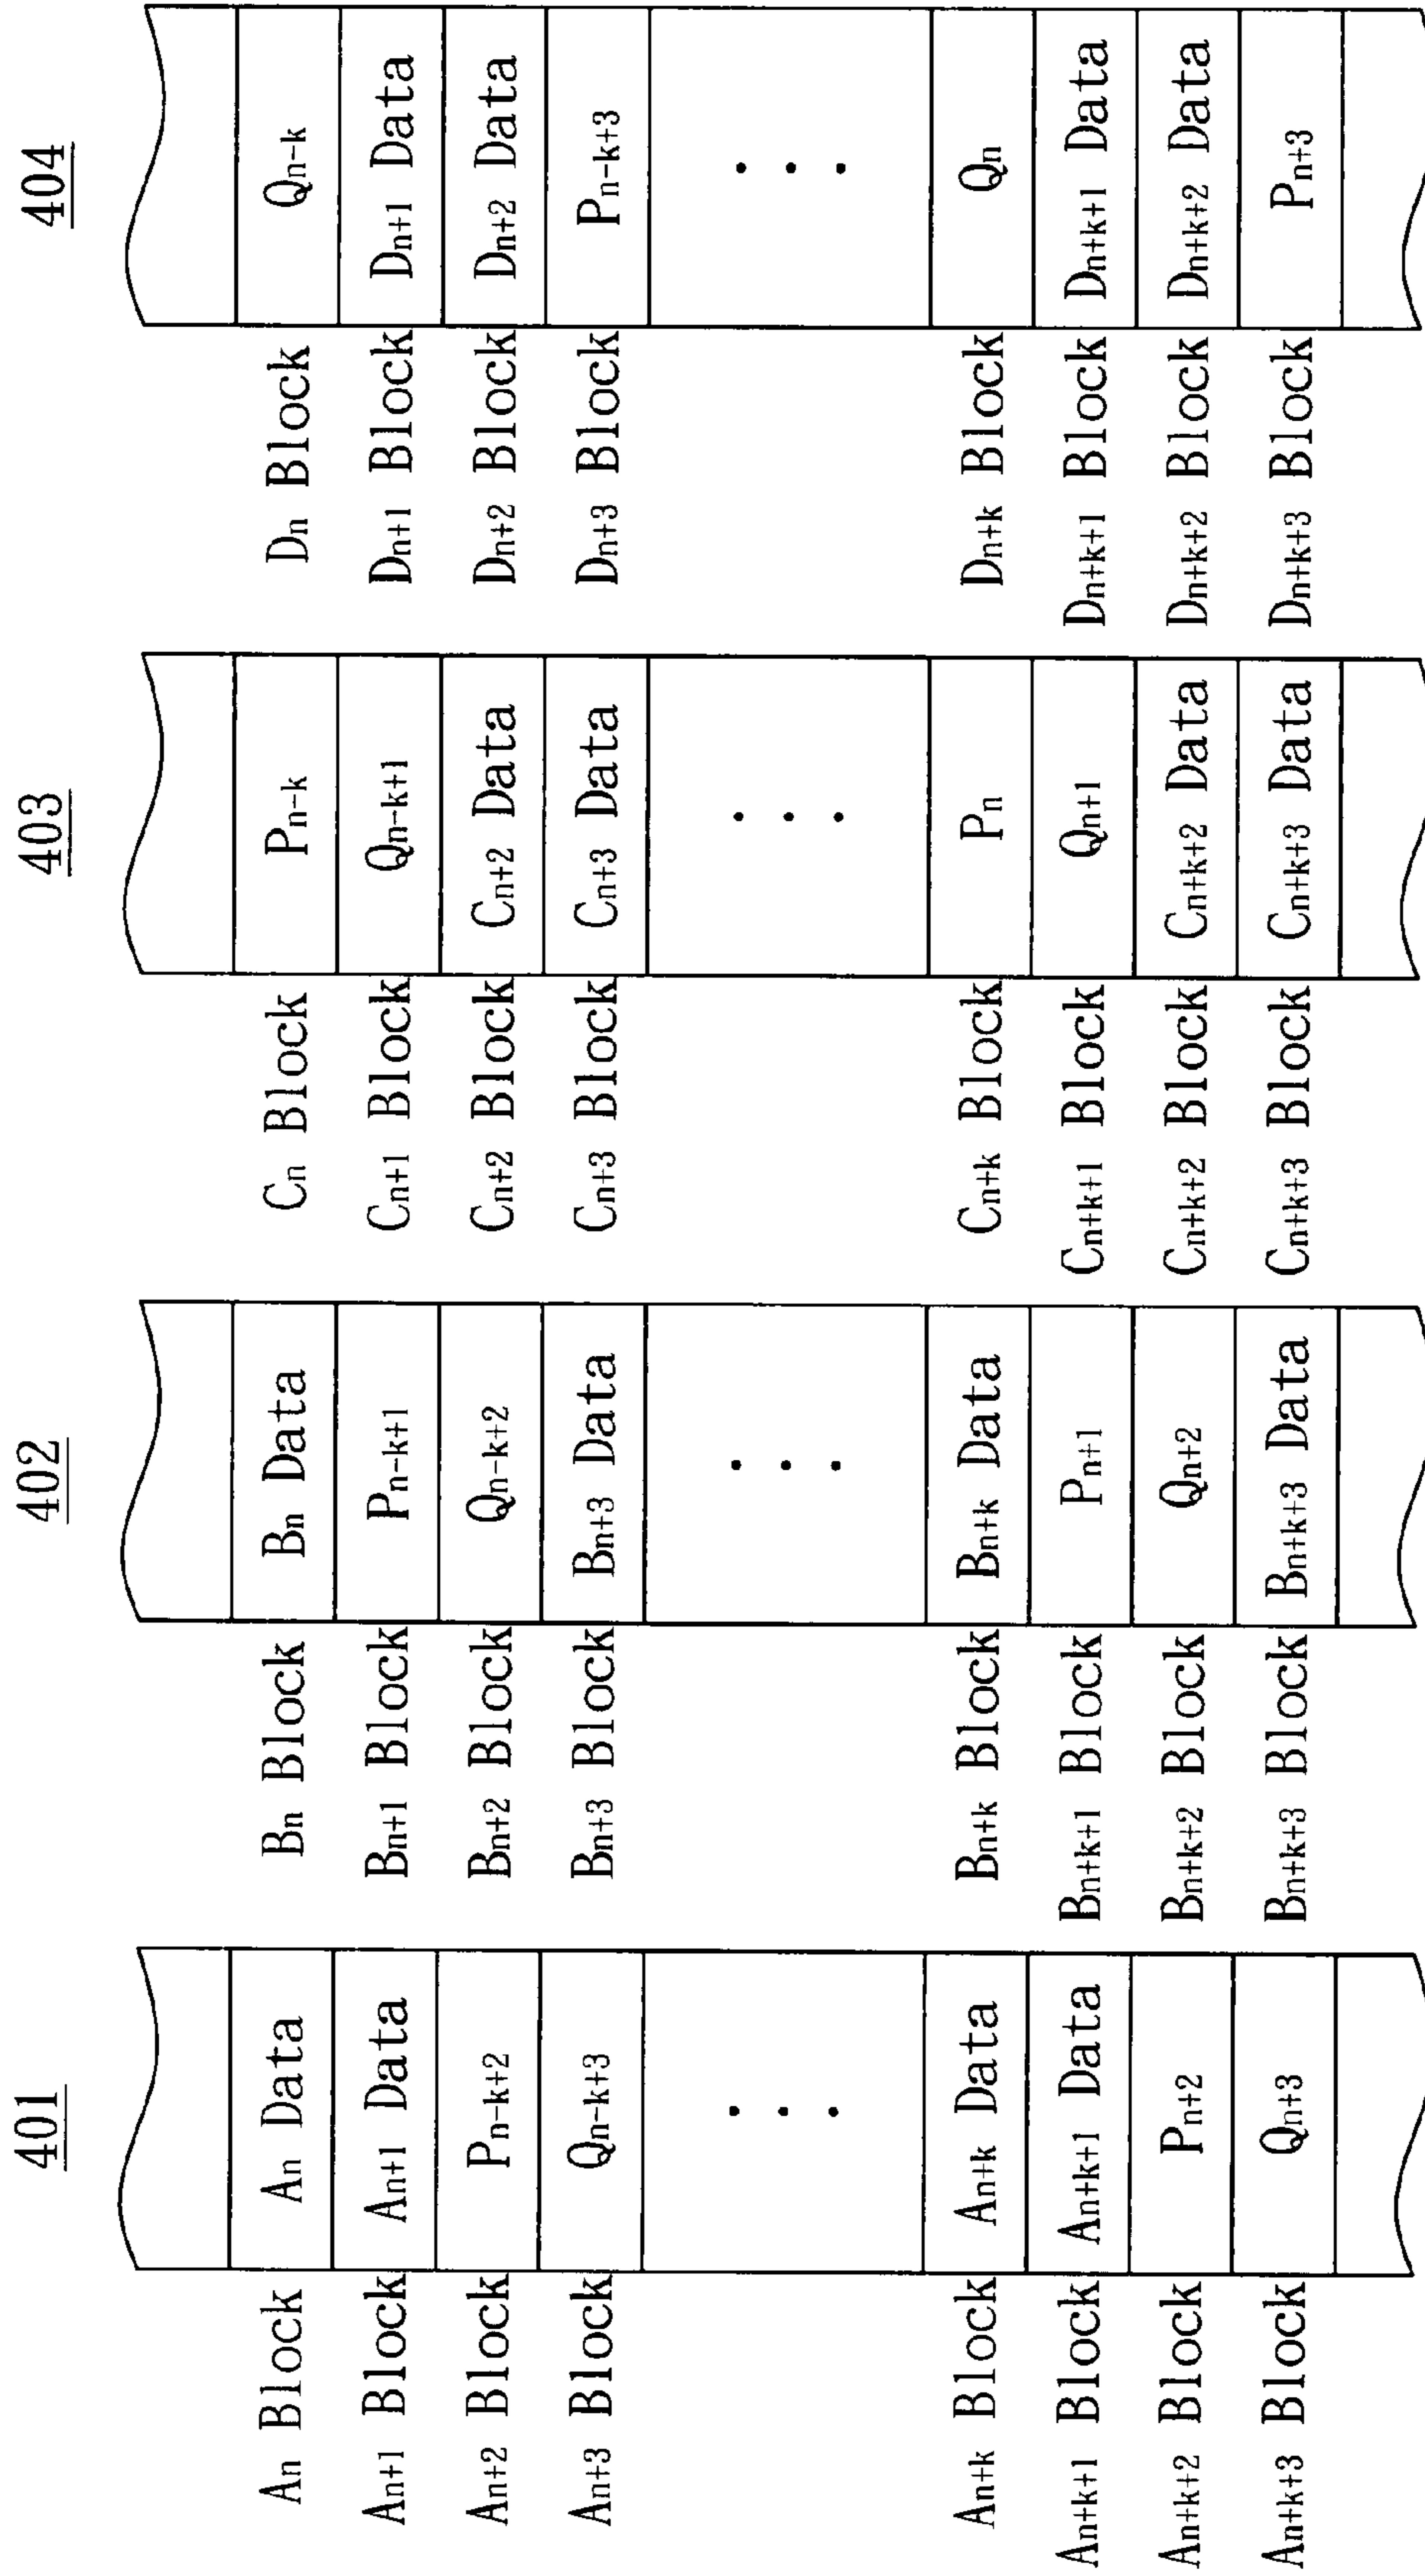 401
An Block An Data
An+1 Block An+1 Data
An+2 Block Pn-k+2
An+3 Block Qn-k+3
An+k Block An+k Data
An+k+1 Block An+k+1 Data
An+k+2 Block Pn+2
An+k+3 Block Qn+3
402
Bn Block Bn Data
Bn+1 Block Pn-k+1
Bn+2 Block Qn-k+2
Bn+3 Block Bn+3 Data
Bn+k Block Bn+k Data
Bn+k+1 Block Pn+1
Bn+k+2 Block Qn+2
Bn+k+3 Block Bn+k+3 Data
403
Cn Block Pn-k
Cn+1 Block Qn-k+1
Cn+2 Block Cn+2 Data
Cn+3 Block Cn+3 Data
Cn+k Block Pn
Cn+k+1 Block Qn+1
Cn+k+2 Block Cn+k+2 Data
Cn+k+3 Block Cn+k+3 Data
404
Dn Block Qn-k
Dn+1 Block Dn+1 Data
Dn+2 Block Dn+2 Data
Dn+3 Block Pn-k+3
Dn+k Block Qn
Dn+k+1 Block Dn+k+1 Data
Dn+k+2 Block Dn+k+2 Data
Dn+k+3 Block Pn+3